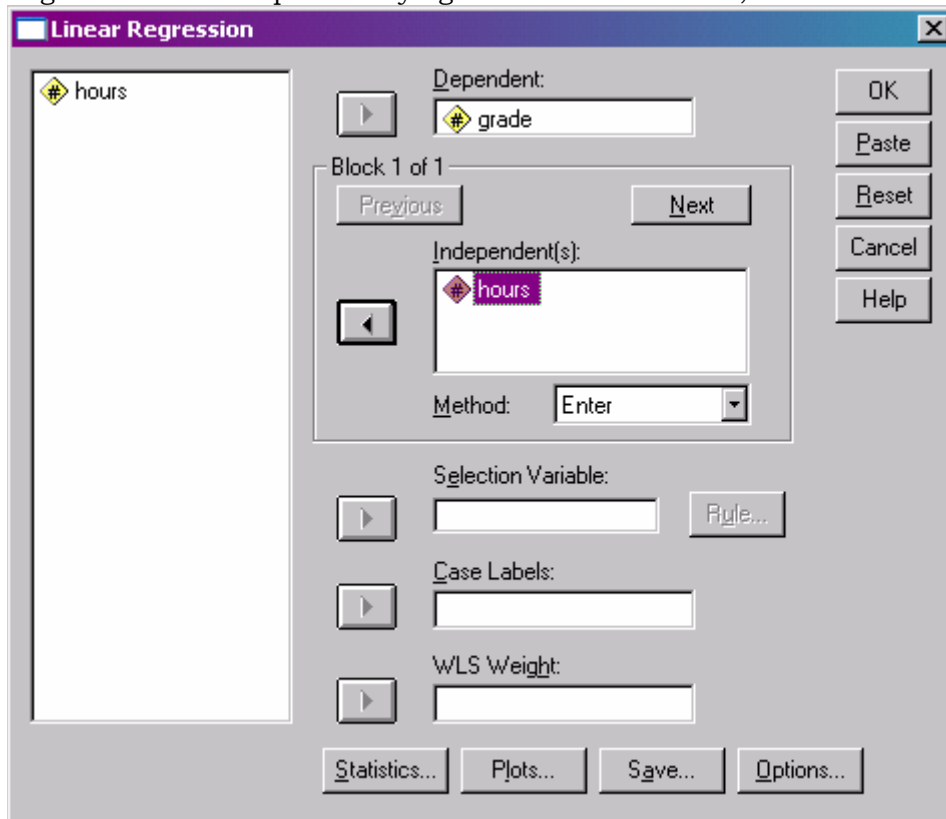 Linear Regression
# hours
Dependent:
# grade
OK
Paste
Reset
Cancel
Help
Block 1 of 1
Previous
Next
Independent(s):
# hours
Method:
Enter
Selection Variable:
Rule...
Case Labels:
WLS Weight:
Statistics...
Plots...
Save...
Options...